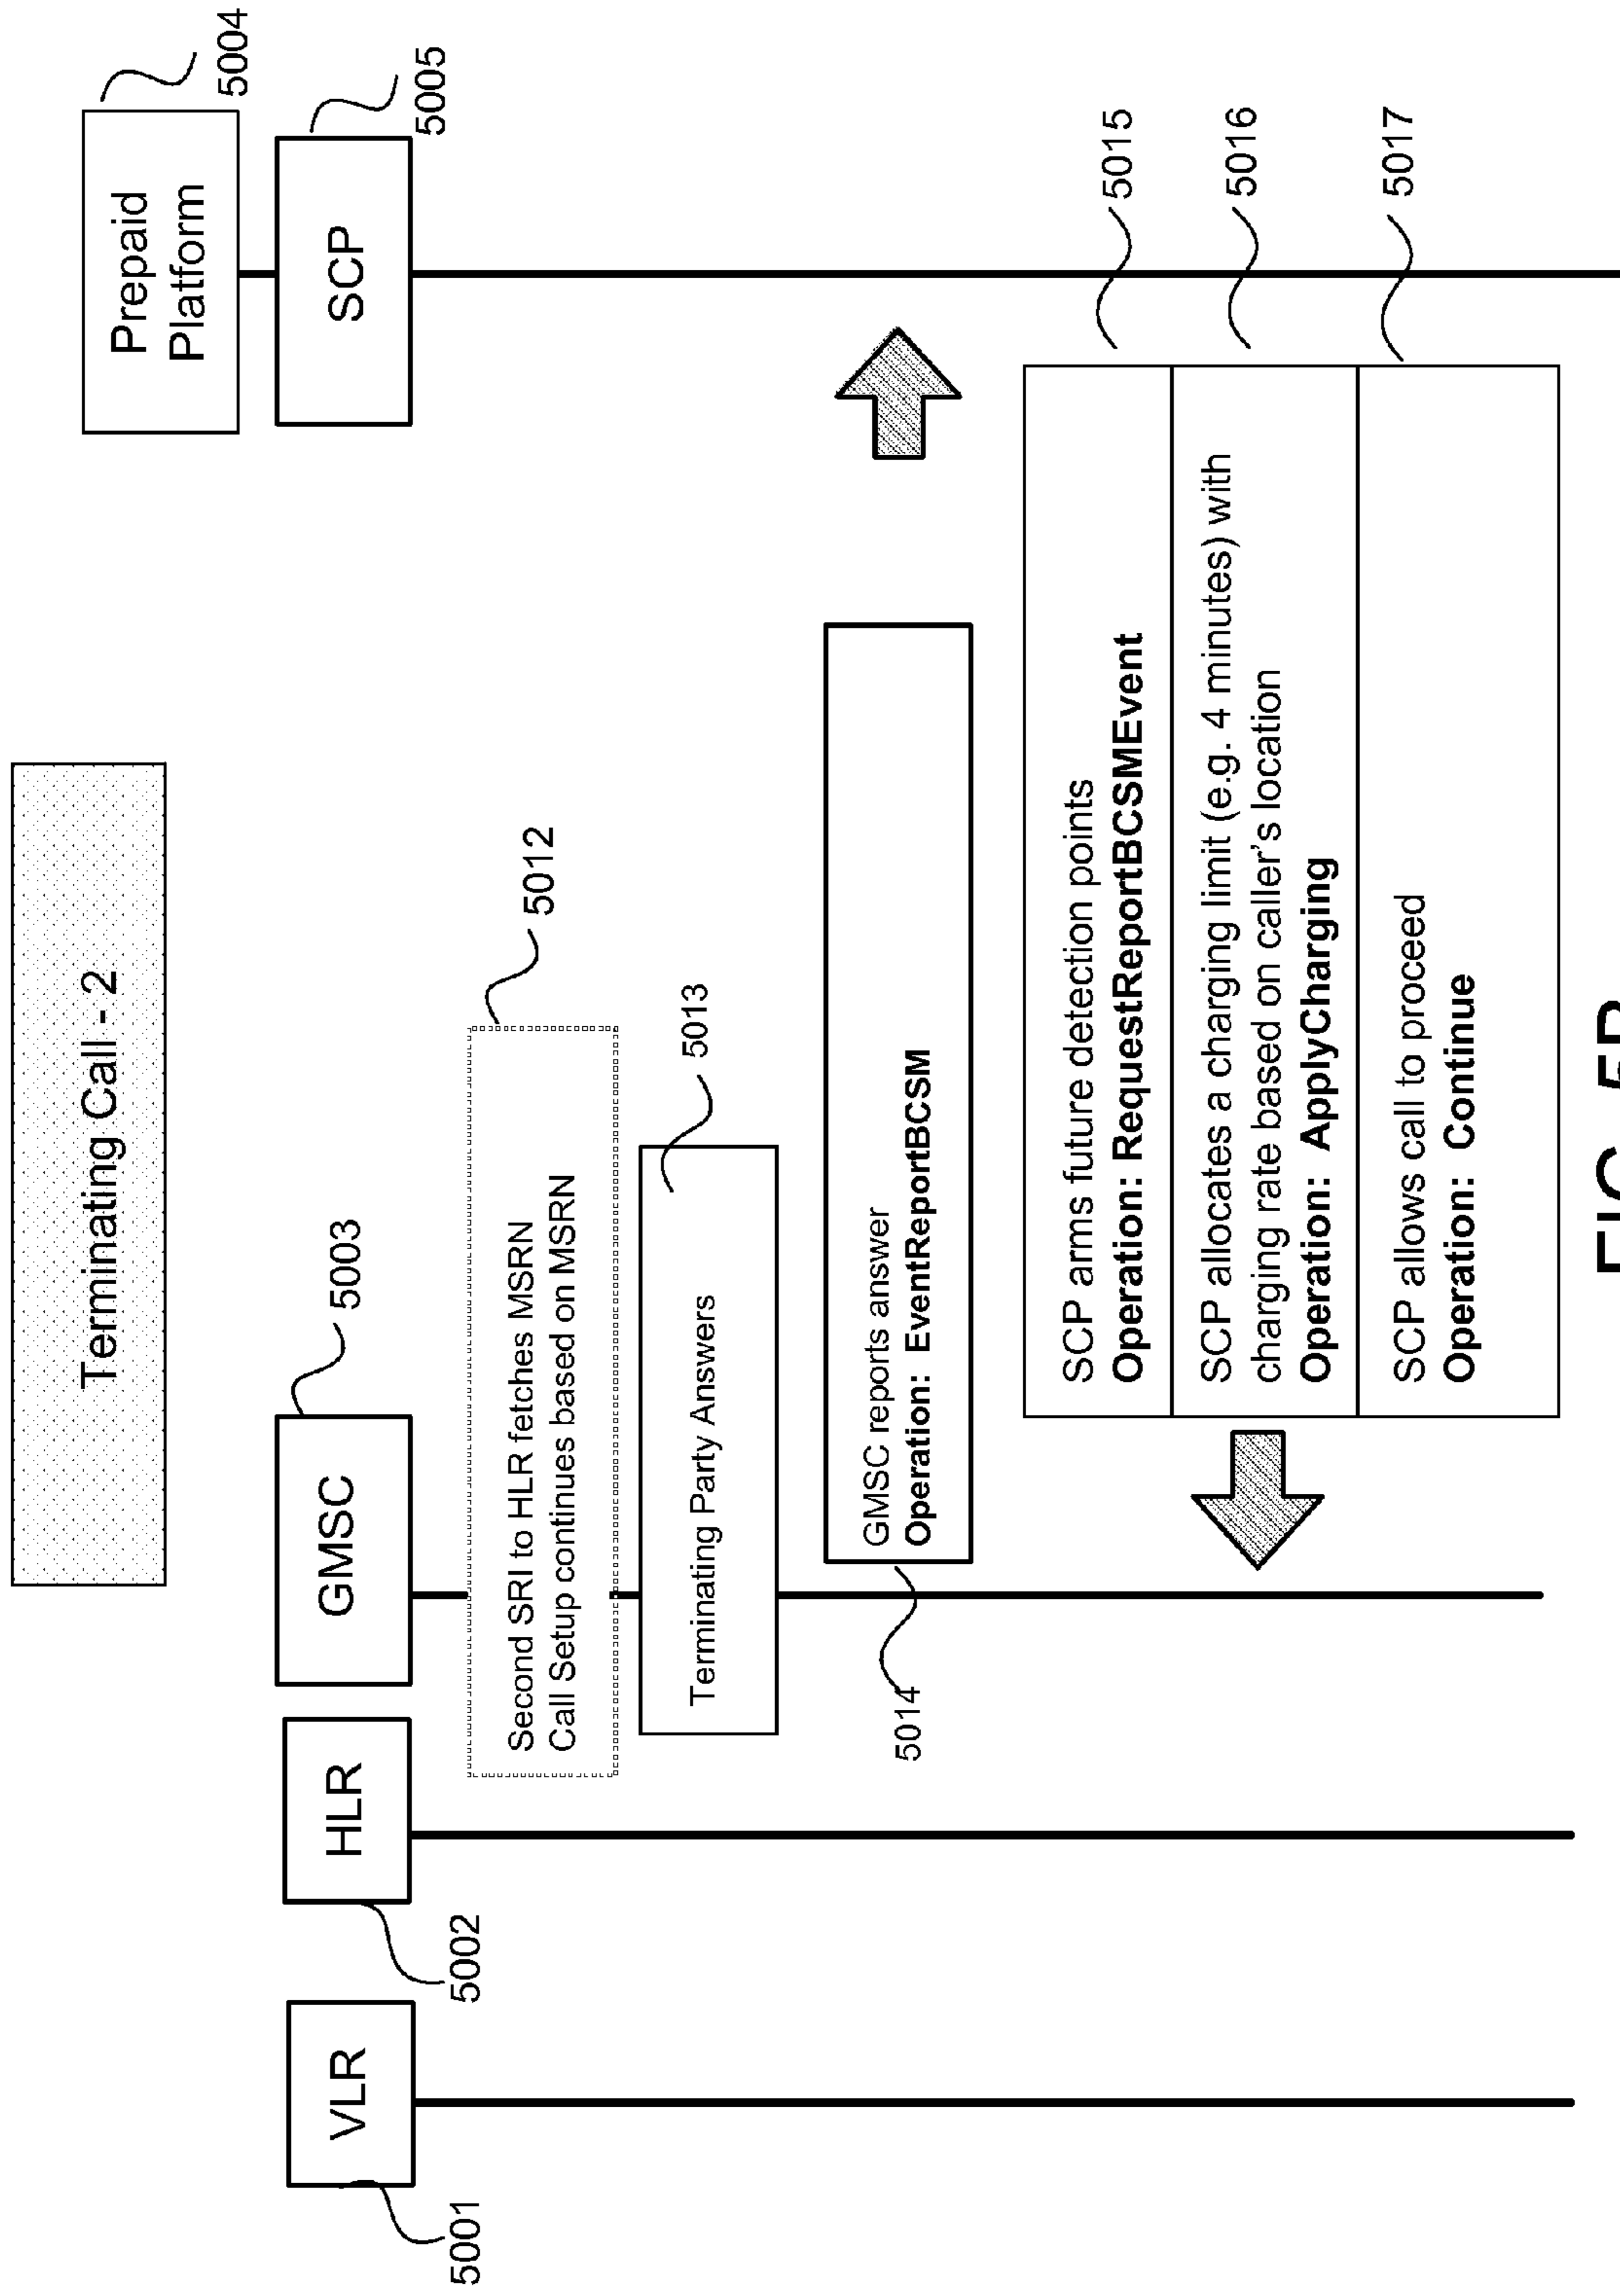 Terminating Call - 2
Prepaid
Platform
5004
VLR
5001
HLR
5002
GMSC
5003
SCP
5005
Second SRI to HLR fetches MSRN
Call Setup continues based on MSRN
5012
Terminating Party Answers
5013
GMSC reports answer
Operation: EventReportBCSM
5014
SCP arms future detection points
Operation: RequestReportBCSMEvent
5015
SCP allocates a charging limit (e.g. 4 minutes) with
charging rate based on caller's location
Operation: ApplyCharging
5016
SCP allows call to proceed
Operation: Continue
5017